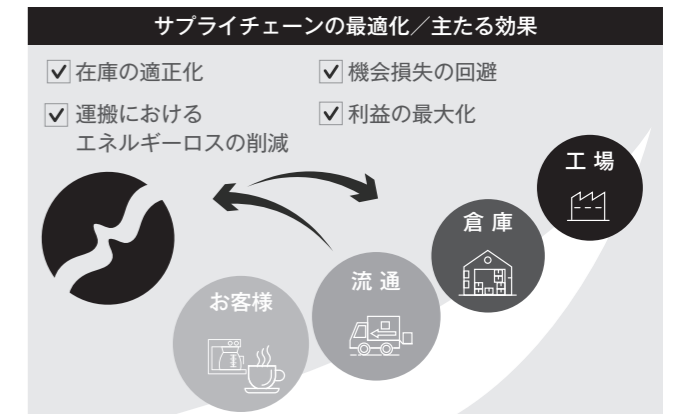 サプライチェーンの最適化／主たる効果
在庫の適正化
機会損失の回避
運搬における
エネルギーロスの削減
利益の最大化
工場
倉庫
流通
お客様